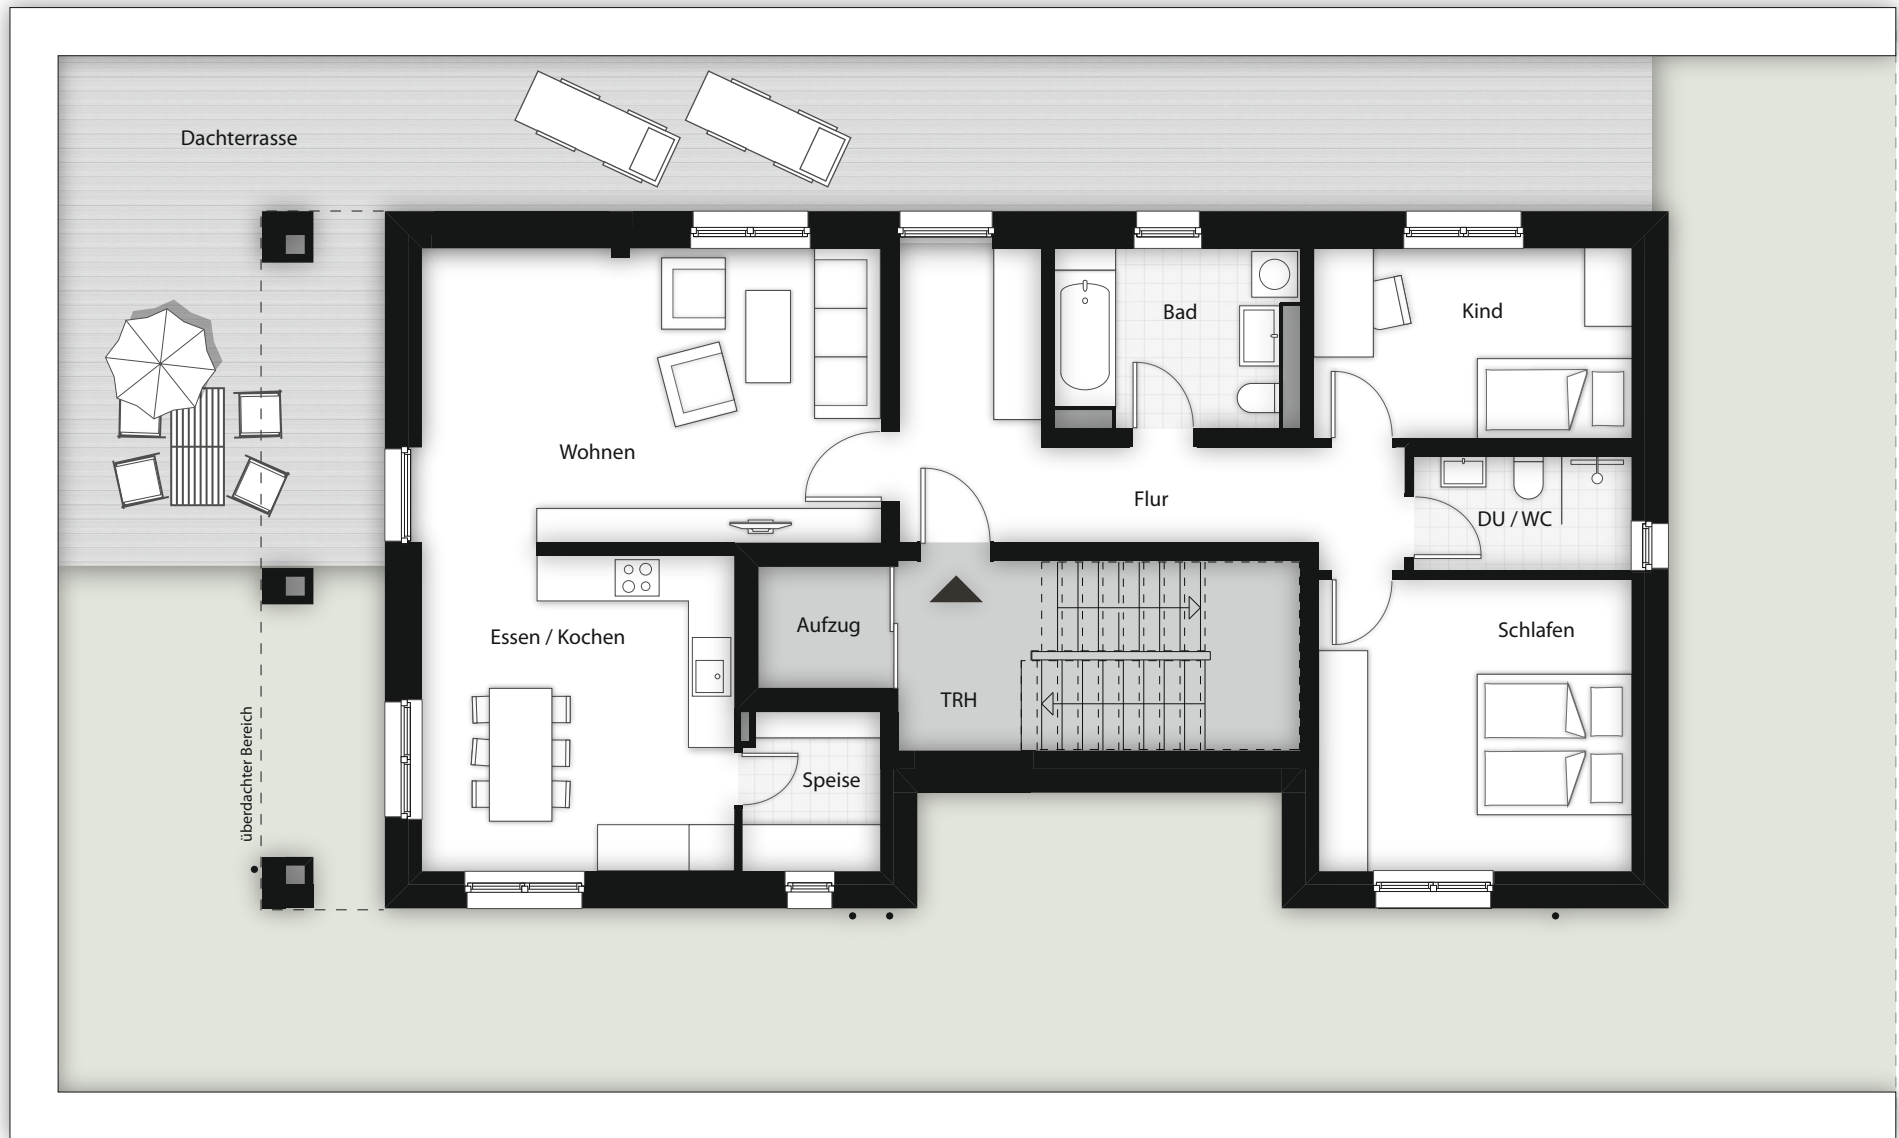 Dachterrasse
Bad
Kind
Wohnen
Flur
DU / WC
Aufzug
Essen / Kochen
Schlafen
TRH
überdachter Bereich
Speise